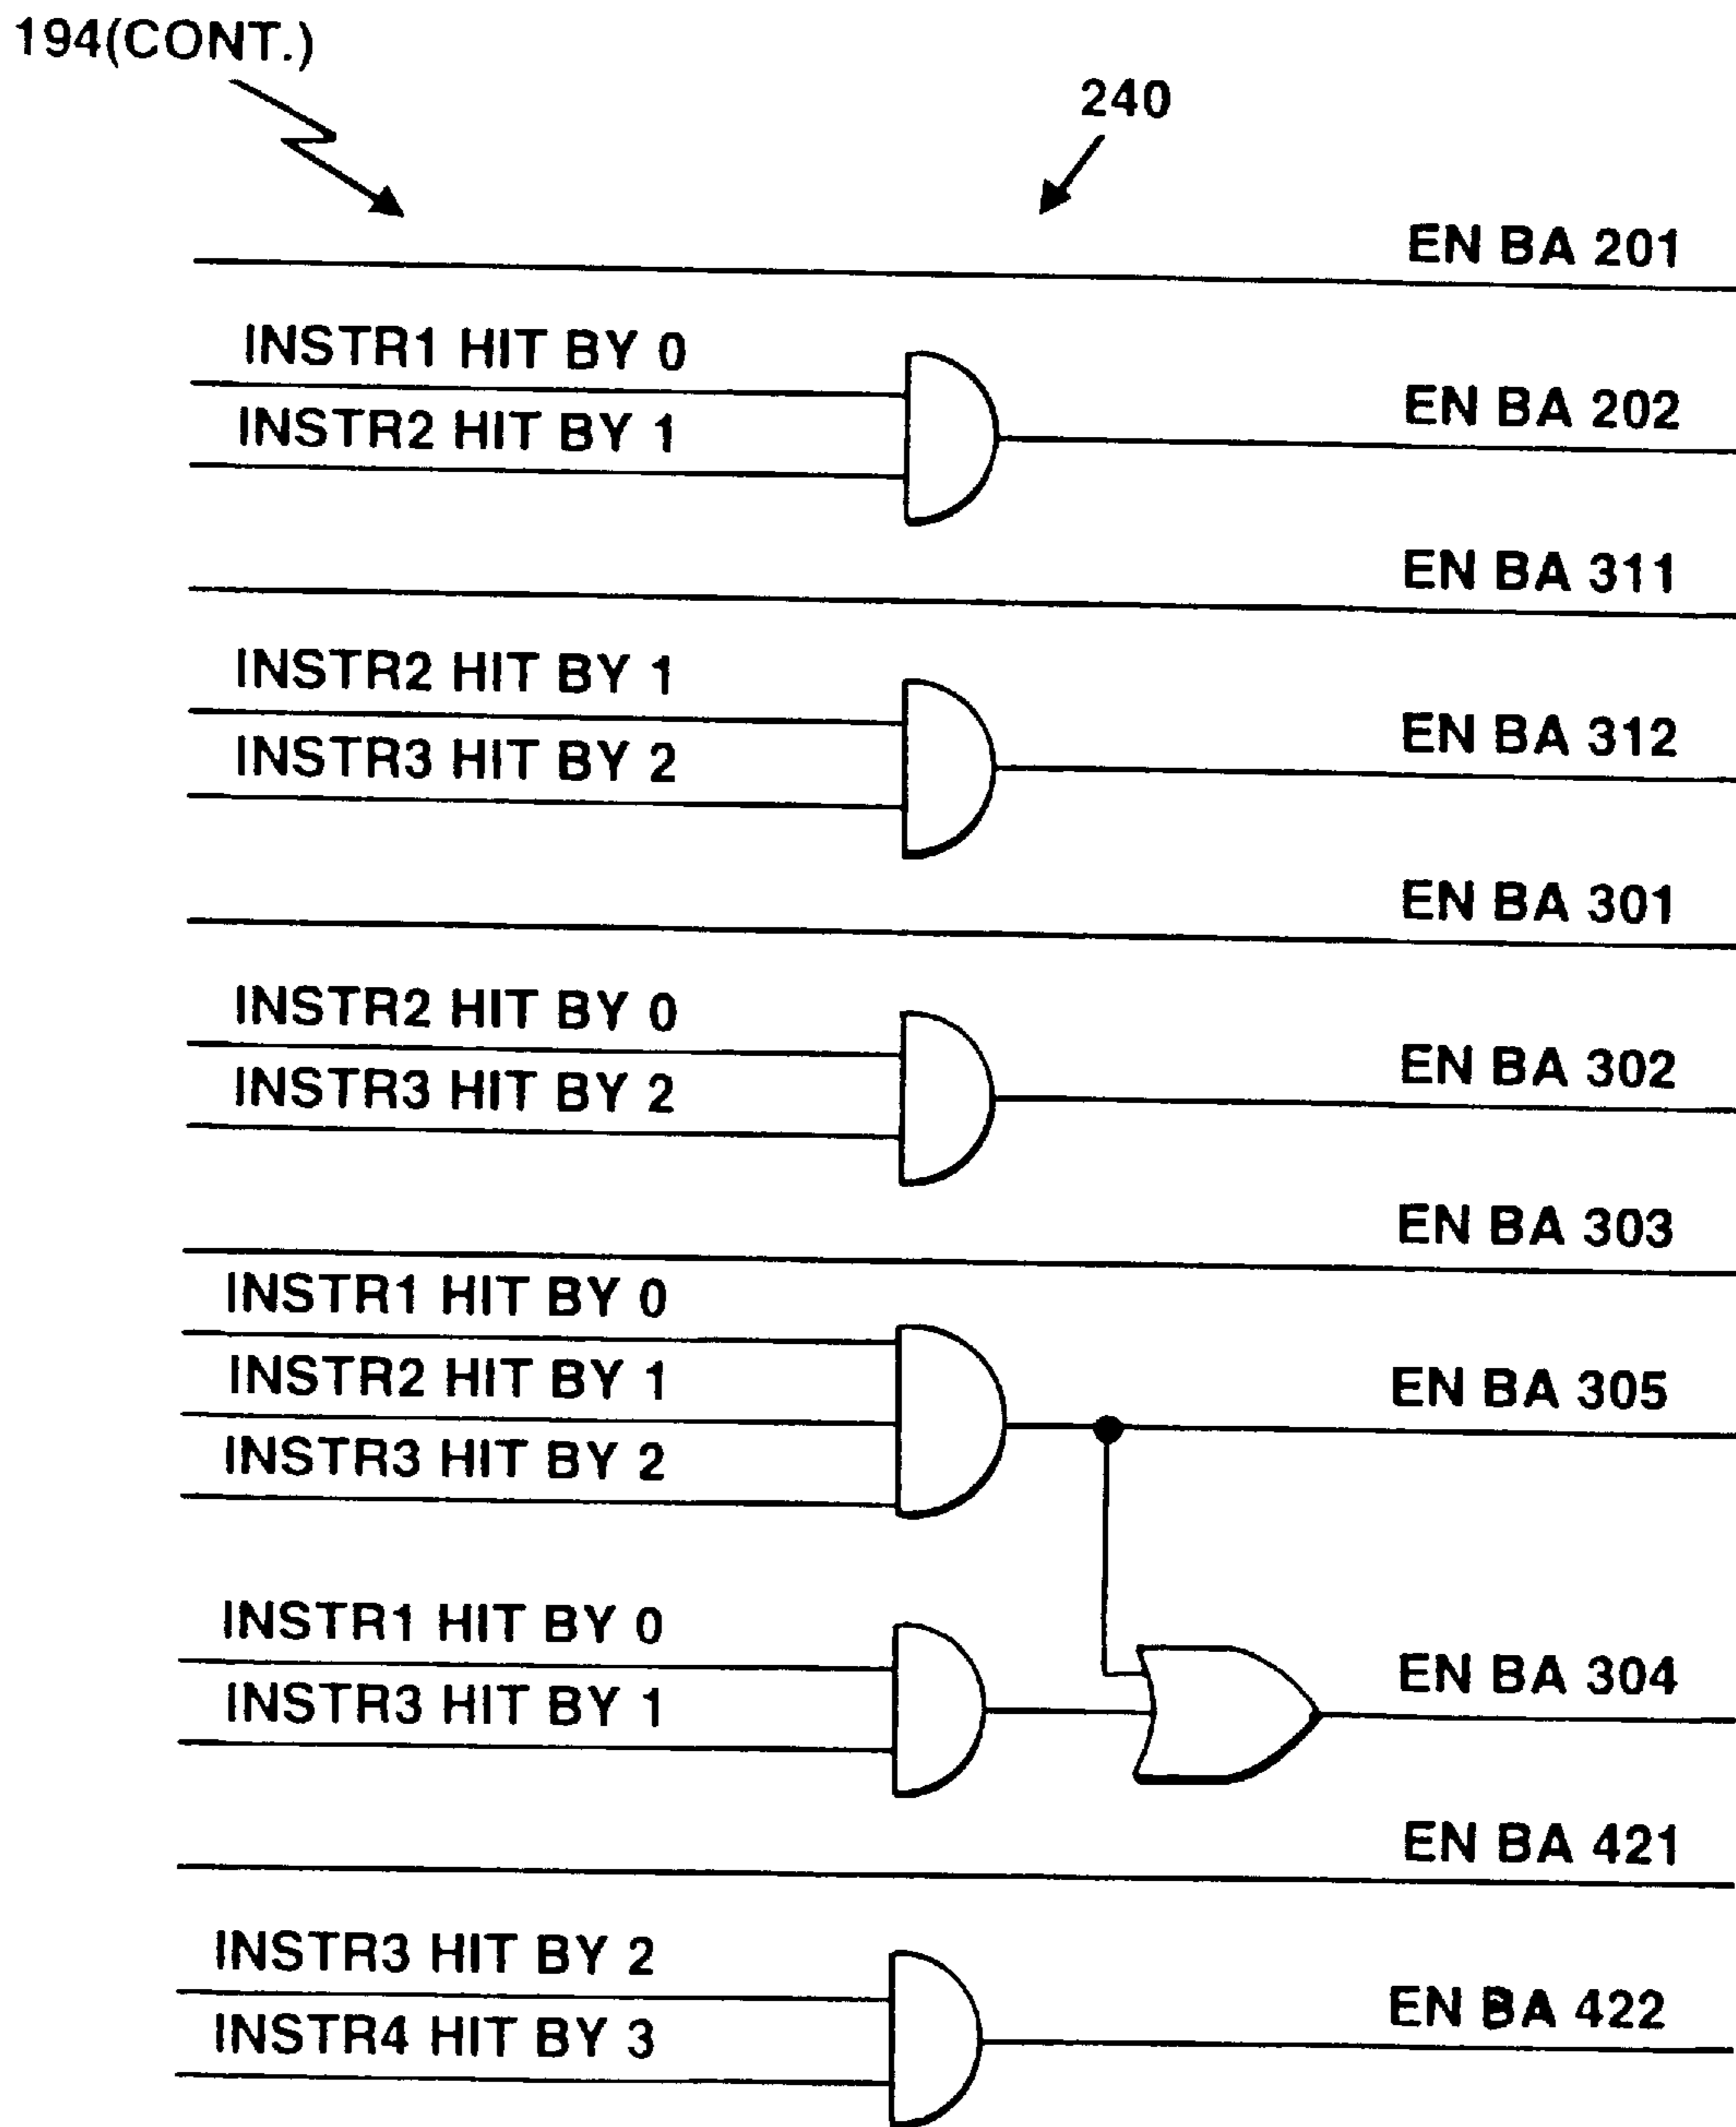 194(CONT.)
240
EN BA 201
INSTR1 HIT BY 0
INSTR2 HIT BY 1
EN BA 202
EN BA 311
INSTR2 HIT BY 1
INSTR3 HIT BY 2
EN BA 312
EN BA 301
INSTR2 HIT BY 0
INSTR3 HIT BY 2
EN BA 302
EN BA 303
INSTR1 HIT BY 0
INSTR2 HIT BY 1
INSTR3 HIT BY 2
EN BA 305
INSTR1 HIT BY 0
INSTR3 HIT BY 1
EN BA 304
EN BA 421
INSTR3 HIT BY 2
INSTR4 HIT BY 3
EN BA 422